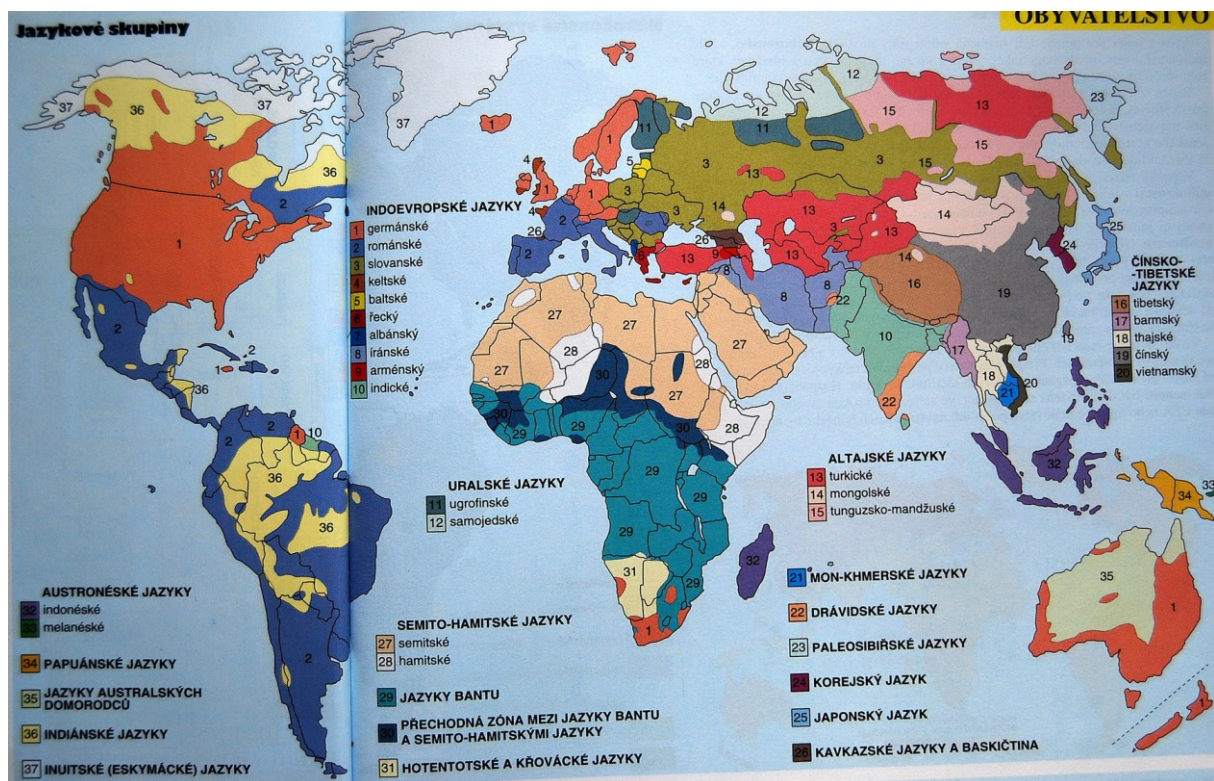 Jazykové skupiny
OBYVATELSTVO
INDOEVROPSKÉ JAZYKY
1 germánské
2 románské
3 slovanské
4 keltské
5 baltské
6 řecký
7 albánský
8 íránské
9 arménský
10 indické
ČÍNSKO-
-TIBETSKÉ
JAZYKY
16 tibetský
17 barmský
18 thajské
19 čínský
20 vietnamský
URALSKÉ JAZYKY
11 ugrofinské
12 samojedské
ALTAJSKÉ JAZYKY
13 turkické
14 mongolské
15 tunguzsko-mandžuské
AUSTRONÉSKÉ JAZYKY
32 indonéské
33 melanéské
34 PAPUÁNSKÉ JAZYKY
35 JAZYKY AUSTRALSKÝCH
DOMORODCŮ
36 INDIÁNSKÉ JAZYKY
37 INUITSKÉ (ESKYMÁCKÉ) JAZYKY
SEMITO-HAMITSKÉ JAZYKY
27 semitské
28 hamitské
29 JAZYKY BANTU
30 PŘECHODNÁ ZÓNA MEZI JAZYKY BANTU
A SEMITO-HAMITSKÝMI JAZYKY
31 HOTENTOTSKÉ A KŘOVÁCKÉ JAZYKY
21 MON-KHMERSKÉ JAZYKY
22 DRÁVIDSKÉ JAZYKY
23 PALEOSIBIŘSKÉ JAZYKY
24 KOREJSKÝ JAZYK
25 JAPONSKÝ JAZYK
26 KAVKAZSKÉ JAZYKY A BASKIČTINA